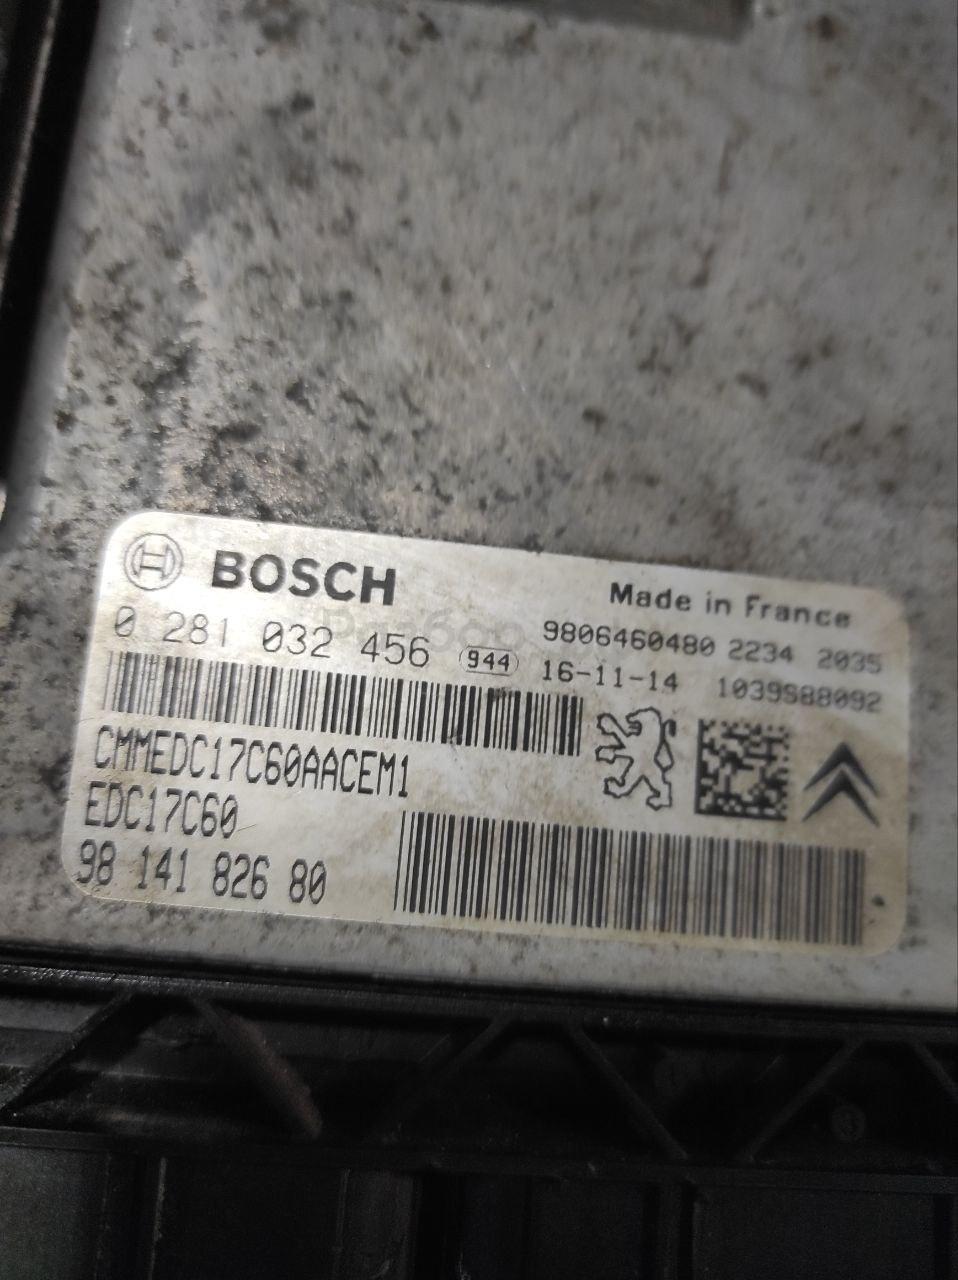 BOSCH
Made in France
0 281 032 456
944
9806460480 2234 2035
16-11-14 1039S88092
CMMEDC17C60AACEM1
EDC17C60
98 141 826 80